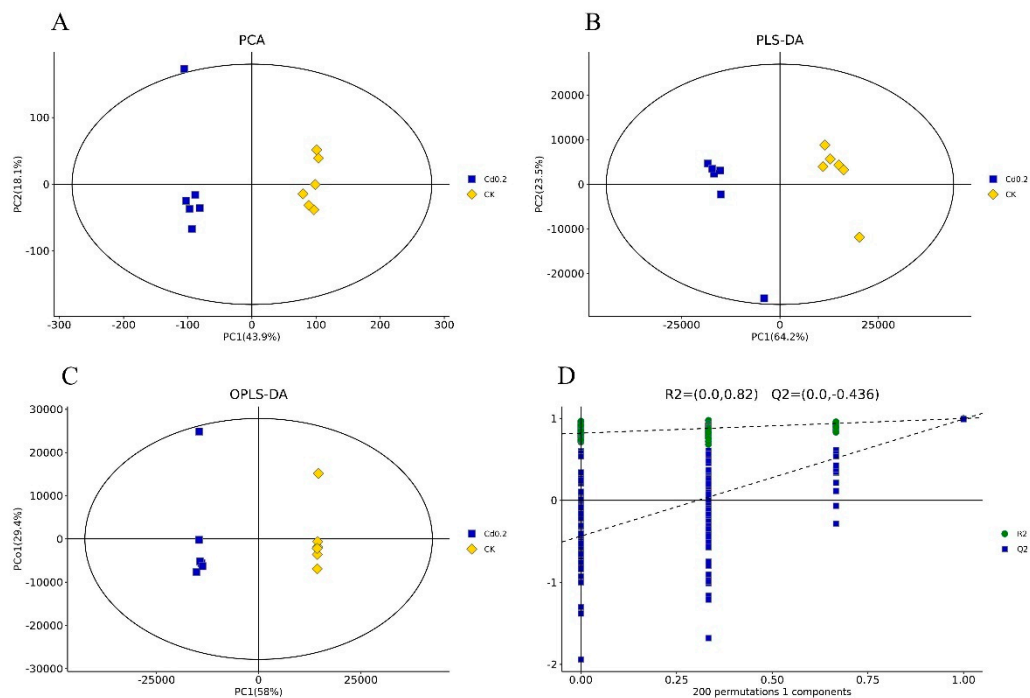 A
PCA
PC2(18.1%)
100
0
-100
-300
-200
-100
0
100
200
300
PC1(43.9%)
Cd0.2
CK
B
PLS-DA
PC2(23.5%)
20000
10000
0
-10000
-20000
-25000
0
25000
PC1(64.2%)
Cd0.2
CK
C
OPLS-DA
PCo1(29.4%)
30000
20000
10000
0
-10000
-20000
-30000
-25000
0
25000
PC1(58%)
Cd0.2
CK
D
R2=(0.0,0.82) Q2=(0.0,-0.436)
1
0
-1
-2
0.00
0.25
0.50
0.75
1.00
200 permutations 1 components
R2
Q2